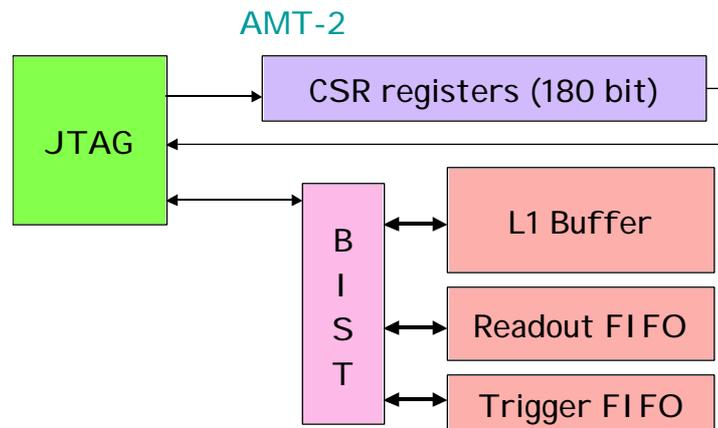 AMT-2
CSR registers (180 bit)
JTAG
B
I
S
T
L1 Buffer
Readout FIFO
Trigger FIFO